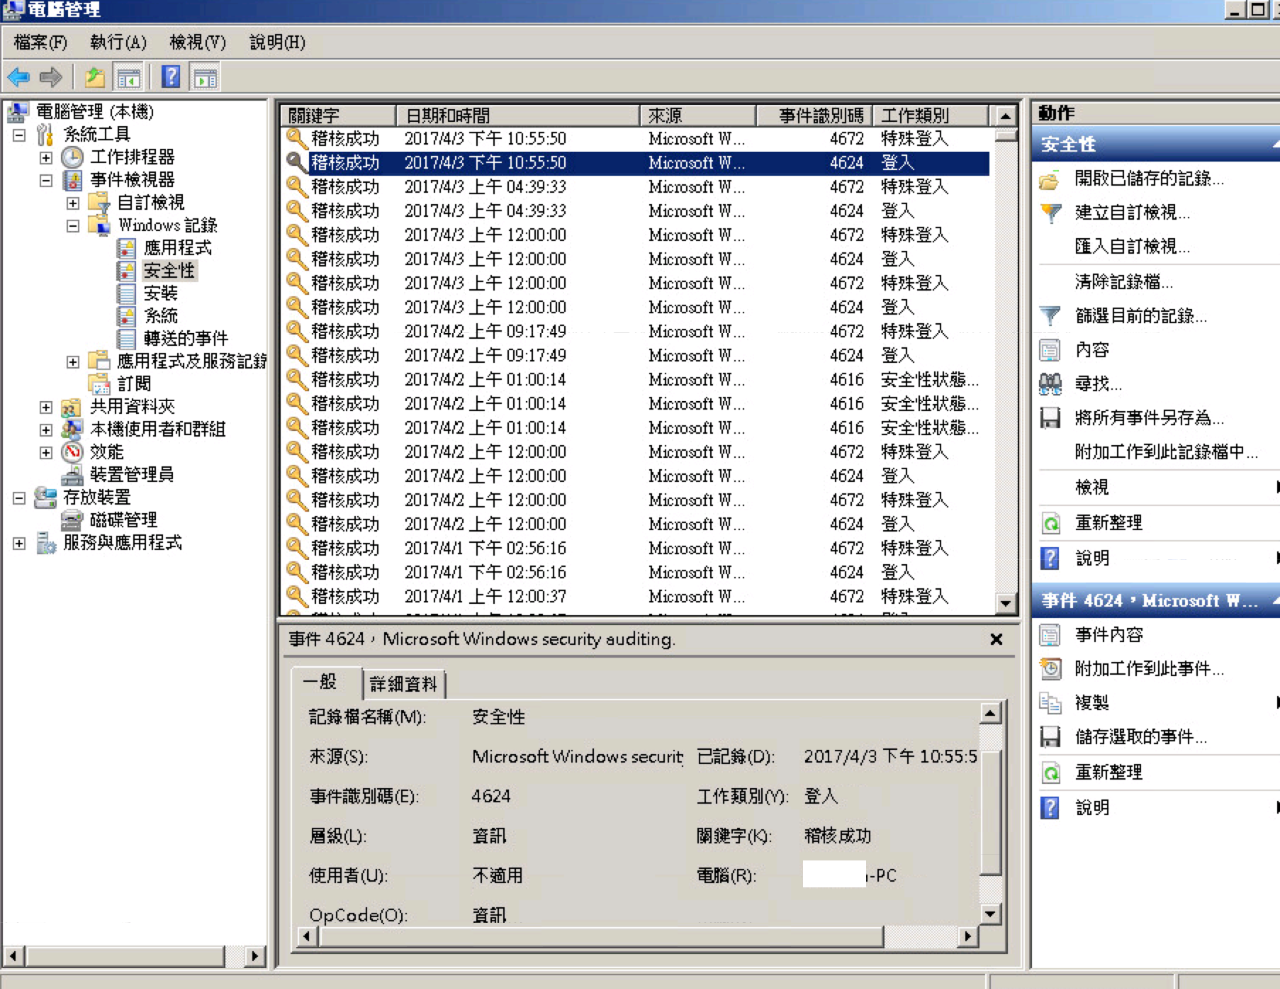 電腦管理
檔案(F) 執行(A) 檢視(V) 說明(H)
電腦管理 (本機)
系統工具
工作排程器
事件檢視器
自訂檢視
Windows 記錄
應用程式
安全性
安裝
系統
轉送的事件
應用程式及服務記錄
訂閱
共用資料夾
本機使用者和群組
效能
裝置管理員
存放裝置
磁碟管理
服務與應用程式
關鍵字 日期和時間 來源 事件識別碼 工作類別
稽核成功 2017/4/3 下午 10:55:50 Microsoft W... 4672 特殊登入
稽核成功 2017/4/3 下午 10:55:50 Microsoft W... 4624 登入
稽核成功 2017/4/3 上午 04:39:33 Microsoft W... 4672 特殊登入
稽核成功 2017/4/3 上午 04:39:33 Microsoft W... 4624 登入
稽核成功 2017/4/3 上午 12:00:00 Microsoft W... 4672 特殊登入
稽核成功 2017/4/3 上午 12:00:00 Microsoft W... 4624 登入
稽核成功 2017/4/3 上午 12:00:00 Microsoft W... 4672 特殊登入
稽核成功 2017/4/3 上午 12:00:00 Microsoft W... 4624 登入
稽核成功 2017/4/2 上午 09:17:49 Microsoft W... 4672 特殊登入
稽核成功 2017/4/2 上午 09:17:49 Microsoft W... 4624 登入
稽核成功 2017/4/2 上午 01:00:14 Microsoft W... 4616 安全性狀態...
稽核成功 2017/4/2 上午 01:00:14 Microsoft W... 4616 安全性狀態...
稽核成功 2017/4/2 上午 01:00:14 Microsoft W... 4616 安全性狀態...
稽核成功 2017/4/2 上午 12:00:00 Microsoft W... 4672 特殊登入
稽核成功 2017/4/2 上午 12:00:00 Microsoft W... 4624 登入
稽核成功 2017/4/2 上午 12:00:00 Microsoft W... 4672 特殊登入
稽核成功 2017/4/2 上午 12:00:00 Microsoft W... 4624 登入
稽核成功 2017/4/1 下午 02:56:16 Microsoft W... 4672 特殊登入
稽核成功 2017/4/1 下午 02:56:16 Microsoft W... 4624 登入
稽核成功 2017/4/1 上午 12:00:37 Microsoft W... 4672 特殊登入
事件 4624，Microsoft Windows security auditing.
一般 詳細資料
記錄檔名稱(M): 安全性
來源(S): Microsoft Windows securit 已記錄(D): 2017/4/3 下午 10:55:5
事件識別碼(E): 4624 工作類別(Y): 登入
層級(L): 資訊 關鍵字(K): 稽核成功
使用者(U): 不適用 電腦(R): -PC
OpCode(O): 資訊
動作
安全性
開啟已儲存的記錄...
建立自訂檢視...
匯入自訂檢視...
清除記錄檔...
篩選目前的記錄...
內容
尋找...
將所有事件另存為...
附加工作到此記錄檔中...
檢視
重新整理
說明
事件 4624，Microsoft W...
事件內容
附加工作到此事件...
複製
儲存選取的事件...
重新整理
說明